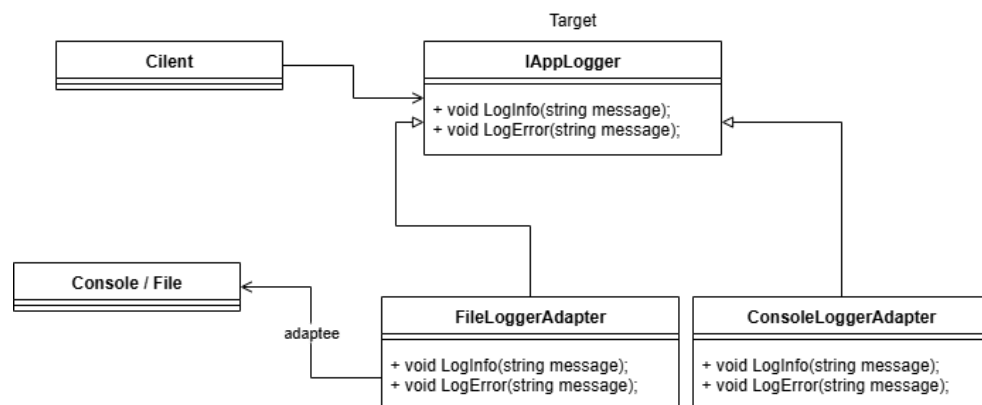 Target
Cilent
IAppLogger
+ void LogInfo(string message);
+ void LogError(string message);
Console / File
adaptee
FileLoggerAdapter
+ void LogInfo(string message);
+ void LogError(string message);
ConsoleLoggerAdapter
+ void LogInfo(string message);
+ void LogError(string message);